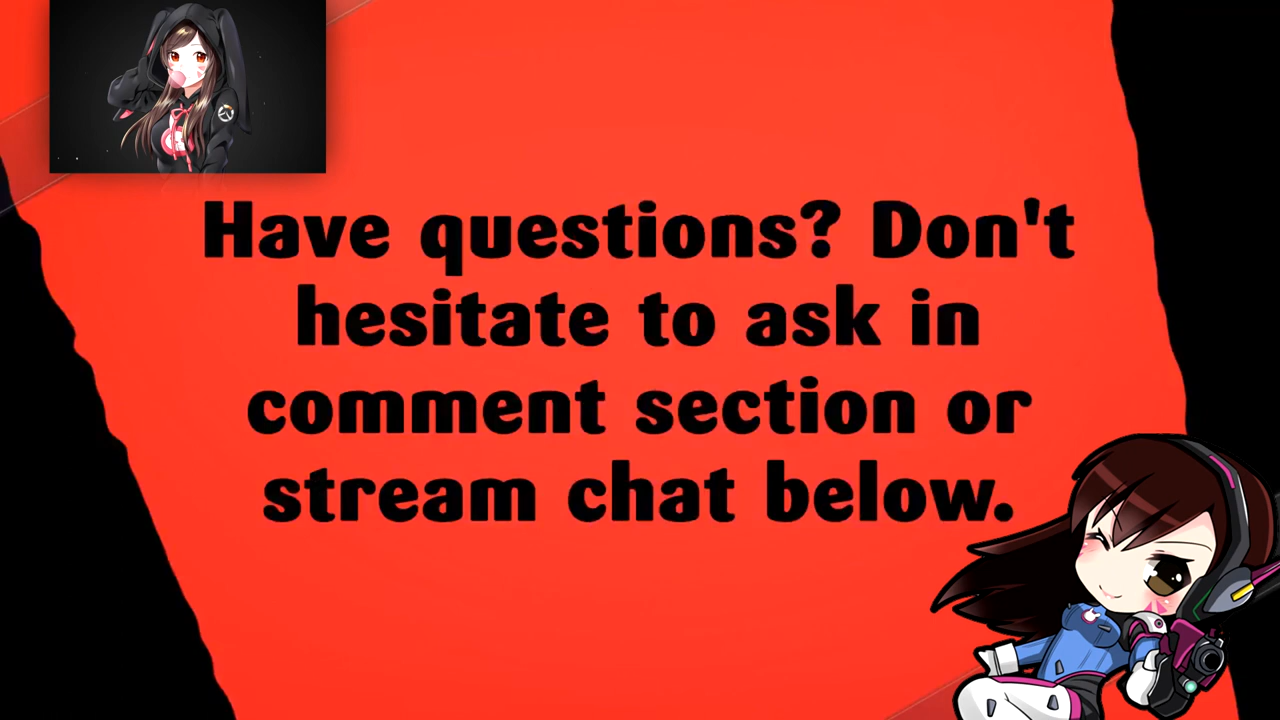 Have questions? Don't
hesitate to ask in
comment section or
stream chat below.